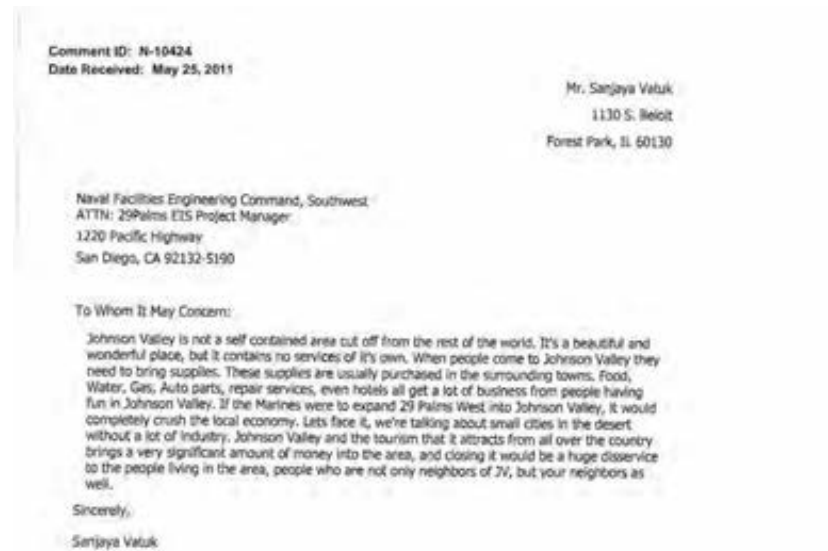 Comment ID: N-10424
Date Received: May 25, 2011
Mr. Sanjaya Vatuk
1130 S. Beloit
Forest Park, IL 60130
Naval Facilities Engineering Command, Southwest
ATTN: 29Palms EIS Project Manager
1220 Pacific Highway
San Diego, CA 92132-5190
To Whom It May Concern:
Johnson Valley is not a self contained area cut off from the rest of the world. It's a beautiful and
wonderful place, but it contains no services of it's own. When people come to Johnson Valley they
need to bring supplies. These supplies are usually purchased in the surrounding towns. Food,
Water, Gas, Auto parts, repair services, even hotels all get a lot of business from people having
fun in Johnson Valley. If the Marines were to expand 29 Palms West into Johnson Valley, it would
completely crush the local economy. Lets face it, we're talking about small cities in the desert
without a lot of industry. Johnson Valley and the tourism that it attracts from all over the country
brings a very significant amount of money into the area, and closing it would be a huge disservice
to the people living in the area, people who are not only neighbors of JV, but your neighbors as
well.
Sincerely,
Sanjaya Vatuk